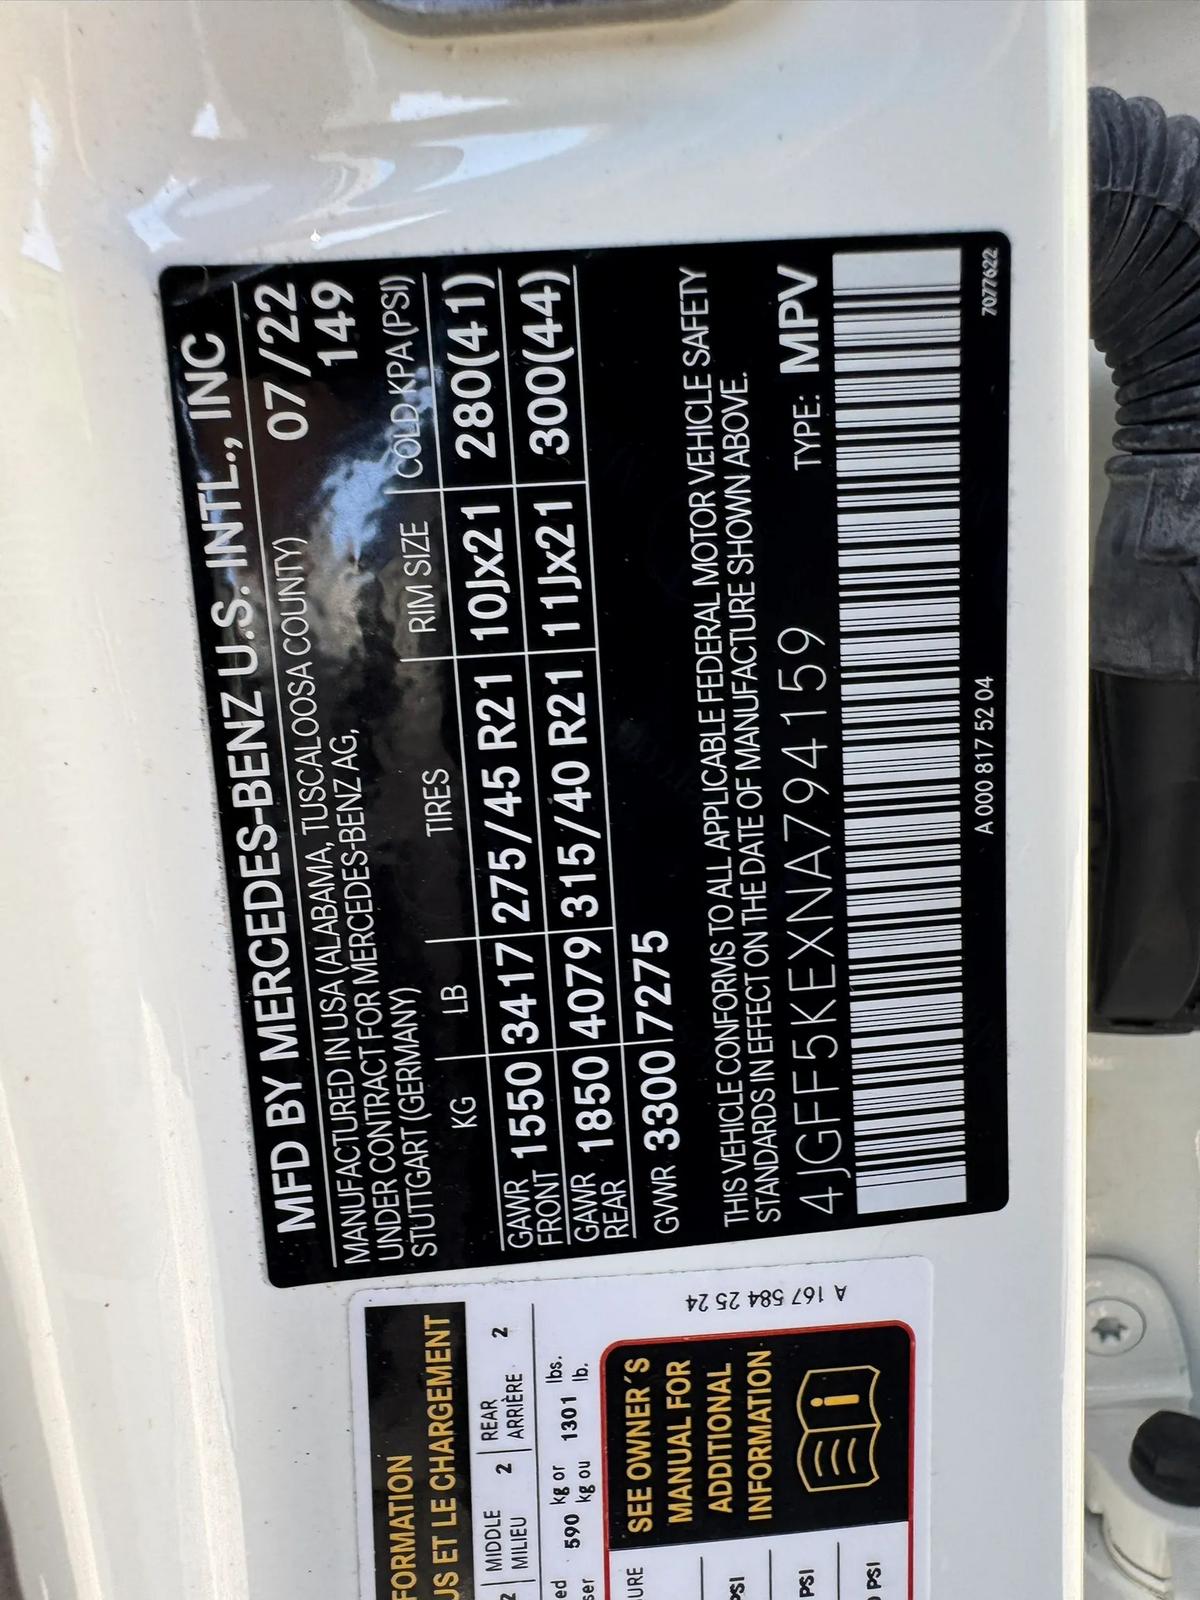 MFD BY MERCEDES-BENZ U.S. INTL., INC
MANUFACTURED IN USA (ALABAMA, TUSCALOOSA COUNTY) 07/22
UNDER CONTRACT FOR MERCEDES-BENZ AG, 149
STUTTGART (GERMANY)
KG LB TIRES RIM SIZE COLD KPA (PSI)
GAWR FRONT 1550 3417 275/45 R21 10Jx21 280(41)
GAWR REAR 1850 4079 315/40 R21 11Jx21 300(44)
GVWR 3300 7275
THIS VEHICLE CONFORMS TO ALL APPLICABLE FEDERAL MOTOR VEHICLE SAFETY
STANDARDS IN EFFECT ON THE DATE OF MANUFACTURE SHOWN ABOVE.
4JGFF5KEXNA794159 TYPE: MPV
A 000 817 52 04 7077622
FORMATION
US ET LE CHARGEMENT
2 MIDDLE MILIEU 2 REAR ARRIÈRE 2
590 kg or 1301 lbs.
kg ou lb.
A 167 584 25 24
SEE OWNER'S
MANUAL FOR
ADDITIONAL
INFORMATION
PSI
PSI
PSI